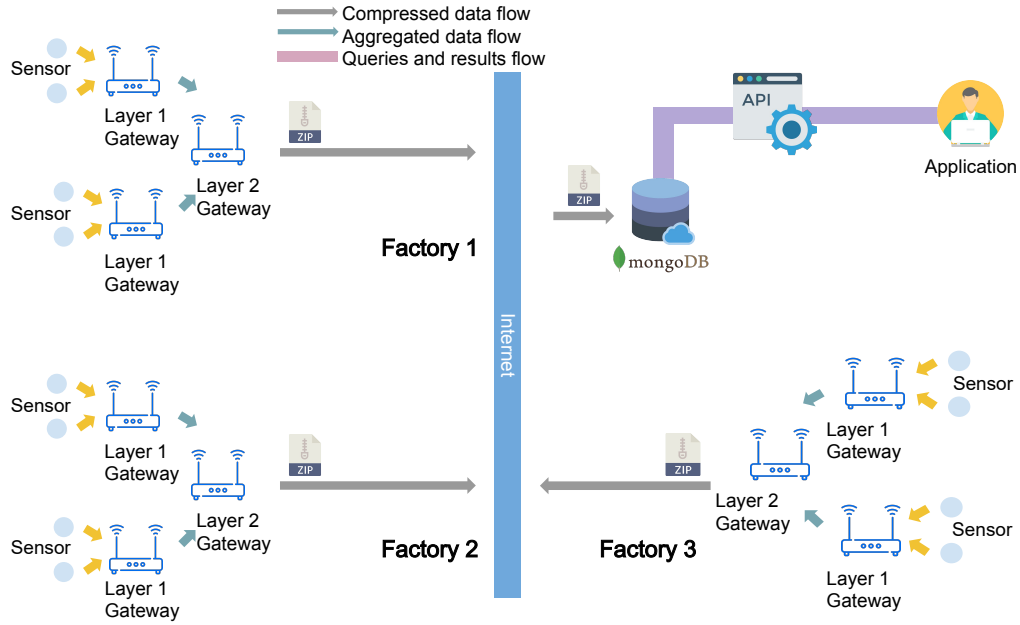 Compressed data flow
Aggregated data flow
Queries and results flow
Sensor
Layer 1
Gateway
ZIP
Layer 2
Gateway
Sensor
Layer 1
Gateway
Factory 1
API
Application
ZIP
mongoDB
Internet
Sensor
Layer 1
Gateway
ZIP
Layer 2
Gateway
Sensor
Layer 1
Gateway
Factory 2
Sensor
Layer 1
Gateway
ZIP
Layer 2
Gateway
Sensor
Layer 1
Gateway
Factory 3